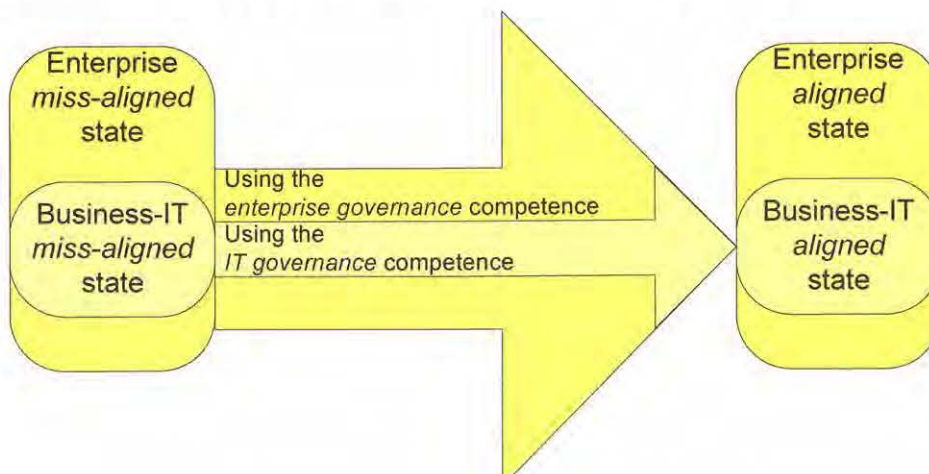 Enterprise
miss-aligned
state
Business-IT
miss-aligned
state
Using the
enterprise governance competence
Using the
IT governance competence
Enterprise
aligned
state
Business-IT
aligned
state